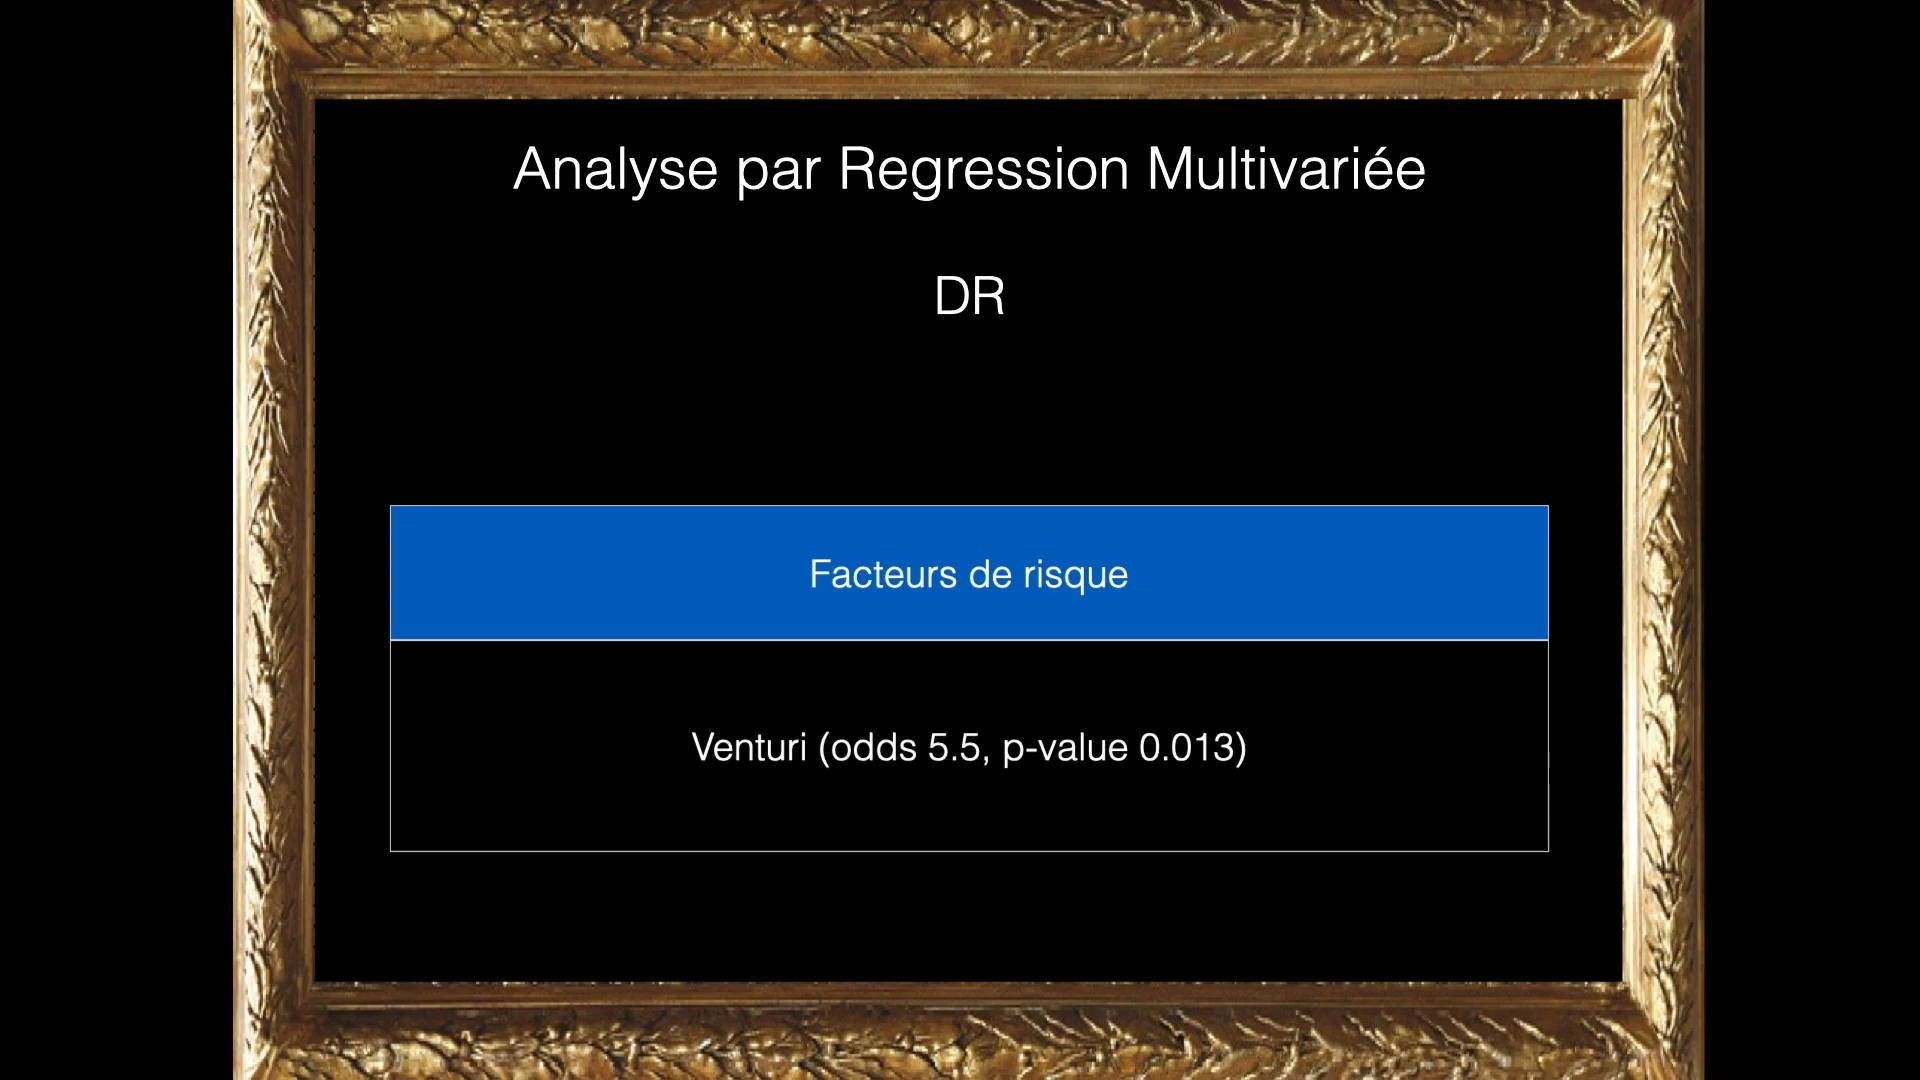 Analyse par Regression Multivariée
DR
Facteurs de risque
Venturi (odds 5.5, p-value 0.013)